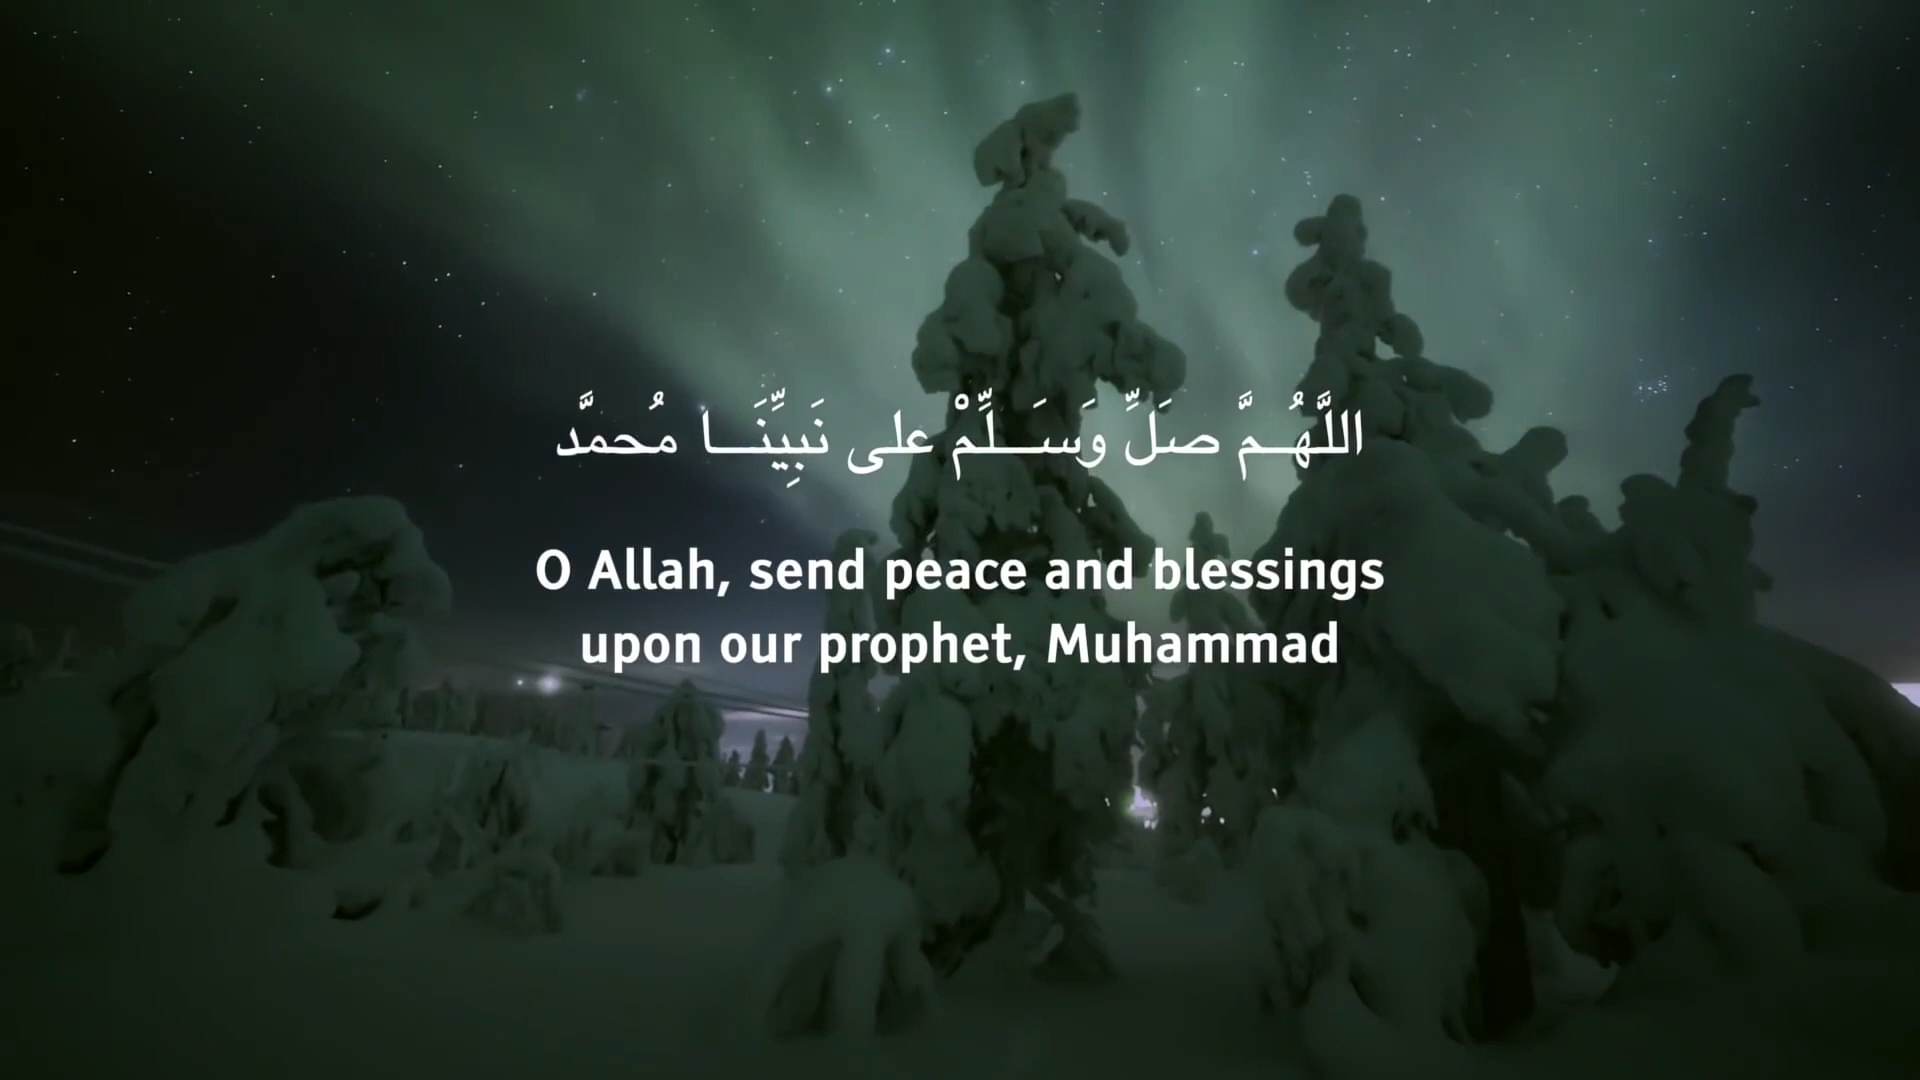 اللَّهُـمَّ صَلِّ وَسَـلِّمْ على نَبِيِّنَـا مُحمَّد
O Allah, send peace and blessings
upon our prophet, Muhammad